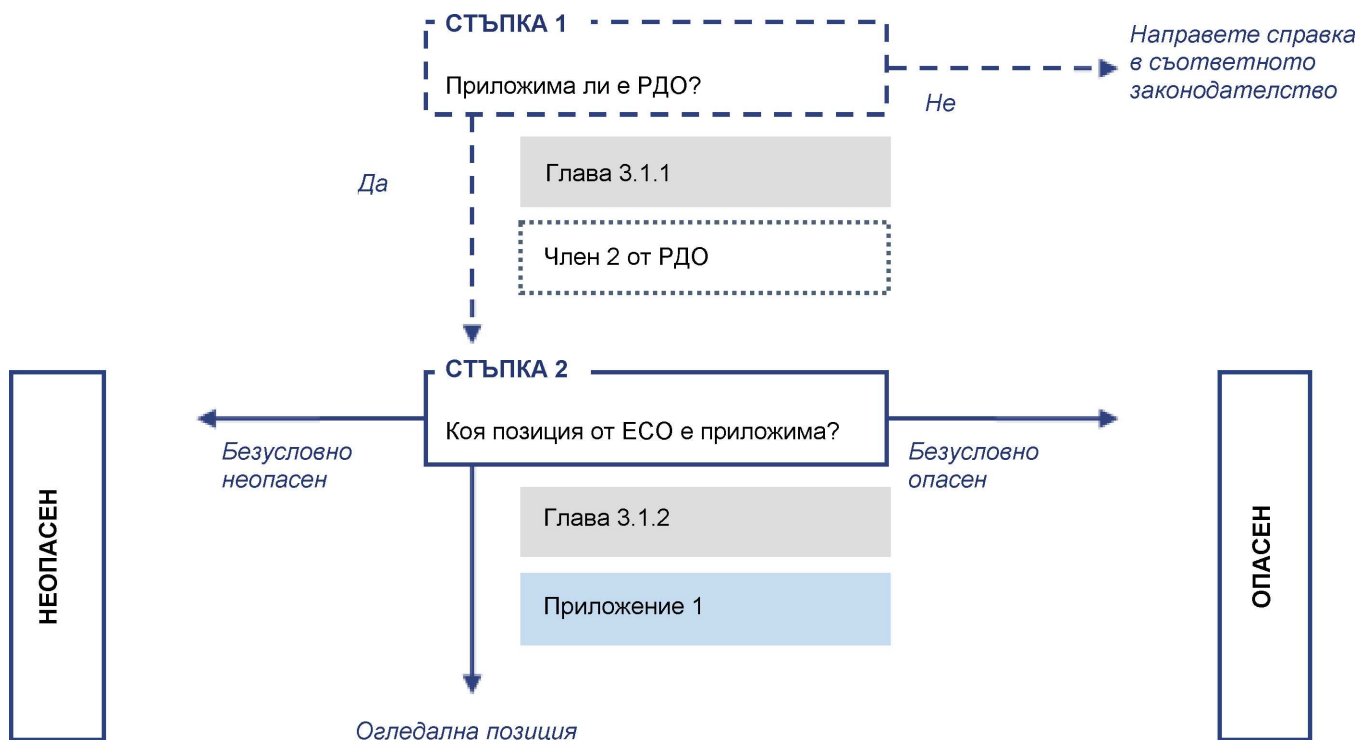 СТЪПКА 1
Приложима ли е РДО?
Направете справка
в съответното
законодателство
Не
Да
Глава 3.1.1
Член 2 от РДО
СТЪПКА 2
Коя позиция от ЕСО е приложима?
Безусловно
неопасен
Безусловно
опасен
НЕОПАСЕН
ОПАСЕН
Глава 3.1.2
Приложение 1
Огледална позиция